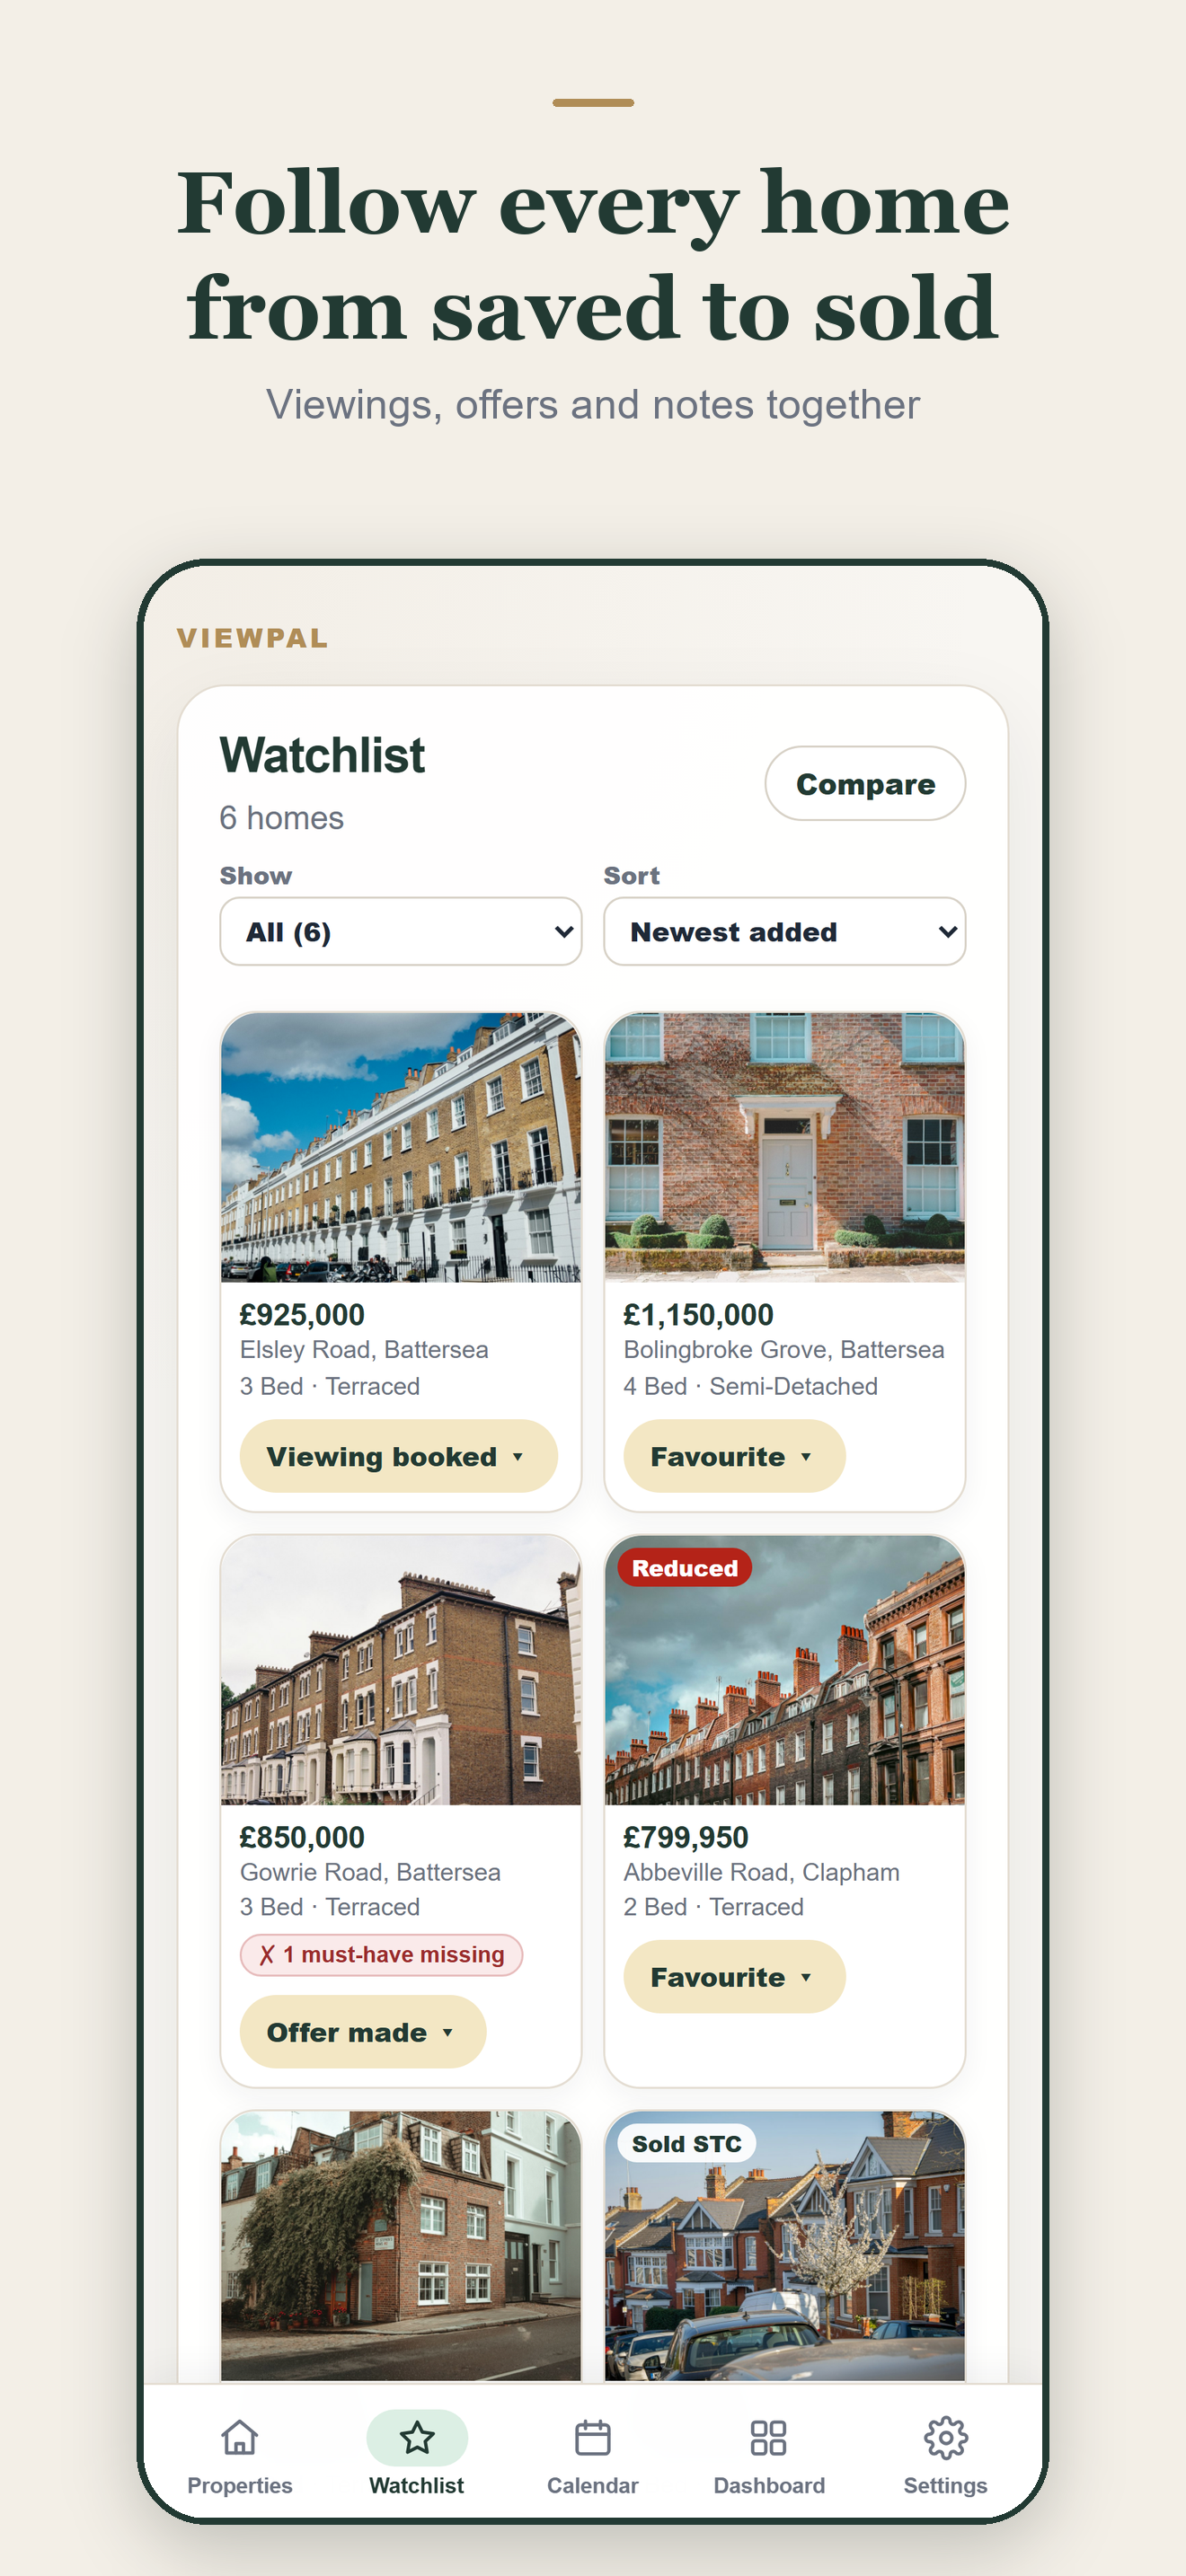 Follow every home
from saved to sold
Viewings, offers and notes together
VIEWPAL
Watchlist
6 homes
Compare
Show
Sort
All (6)
Newest added
£925,000
Elsley Road, Battersea
3 Bed · Terraced
Viewing booked
£1,150,000
Bolingbroke Grove, Battersea
4 Bed · Semi-Detached
Favourite
£850,000
Gowrie Road, Battersea
3 Bed · Terraced
✗ 1 must-have missing
Offer made
Reduced
£799,950
Abbeville Road, Clapham
2 Bed · Terraced
Favourite
Sold STC
Properties
Watchlist
Calendar
Dashboard
Settings